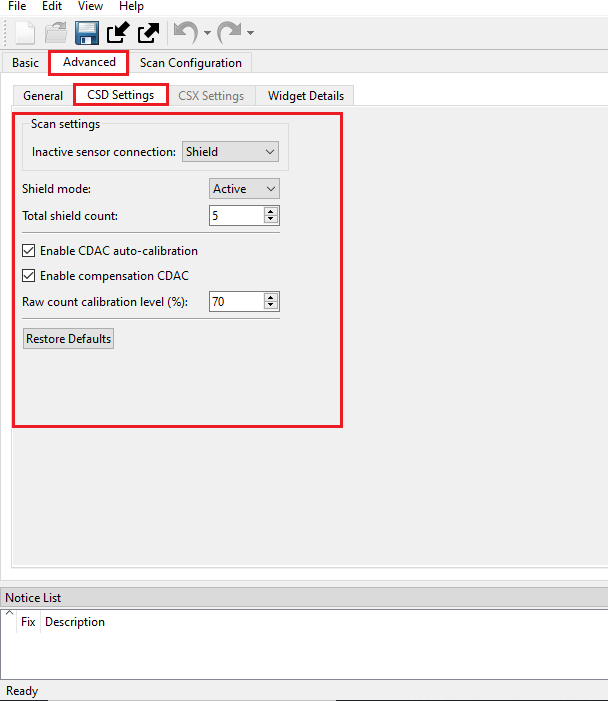 File Edit View Help
Basic Advanced Scan Configuration
General CSD Settings CSX Settings Widget Details
Scan settings
Inactive sensor connection: Shield
Shield mode: Active
Total shield count: 5
Enable CDAC auto-calibration
Enable compensation CDAC
Raw count calibration level (%): 70
Restore Defaults
Notice List
Fix Description
Ready